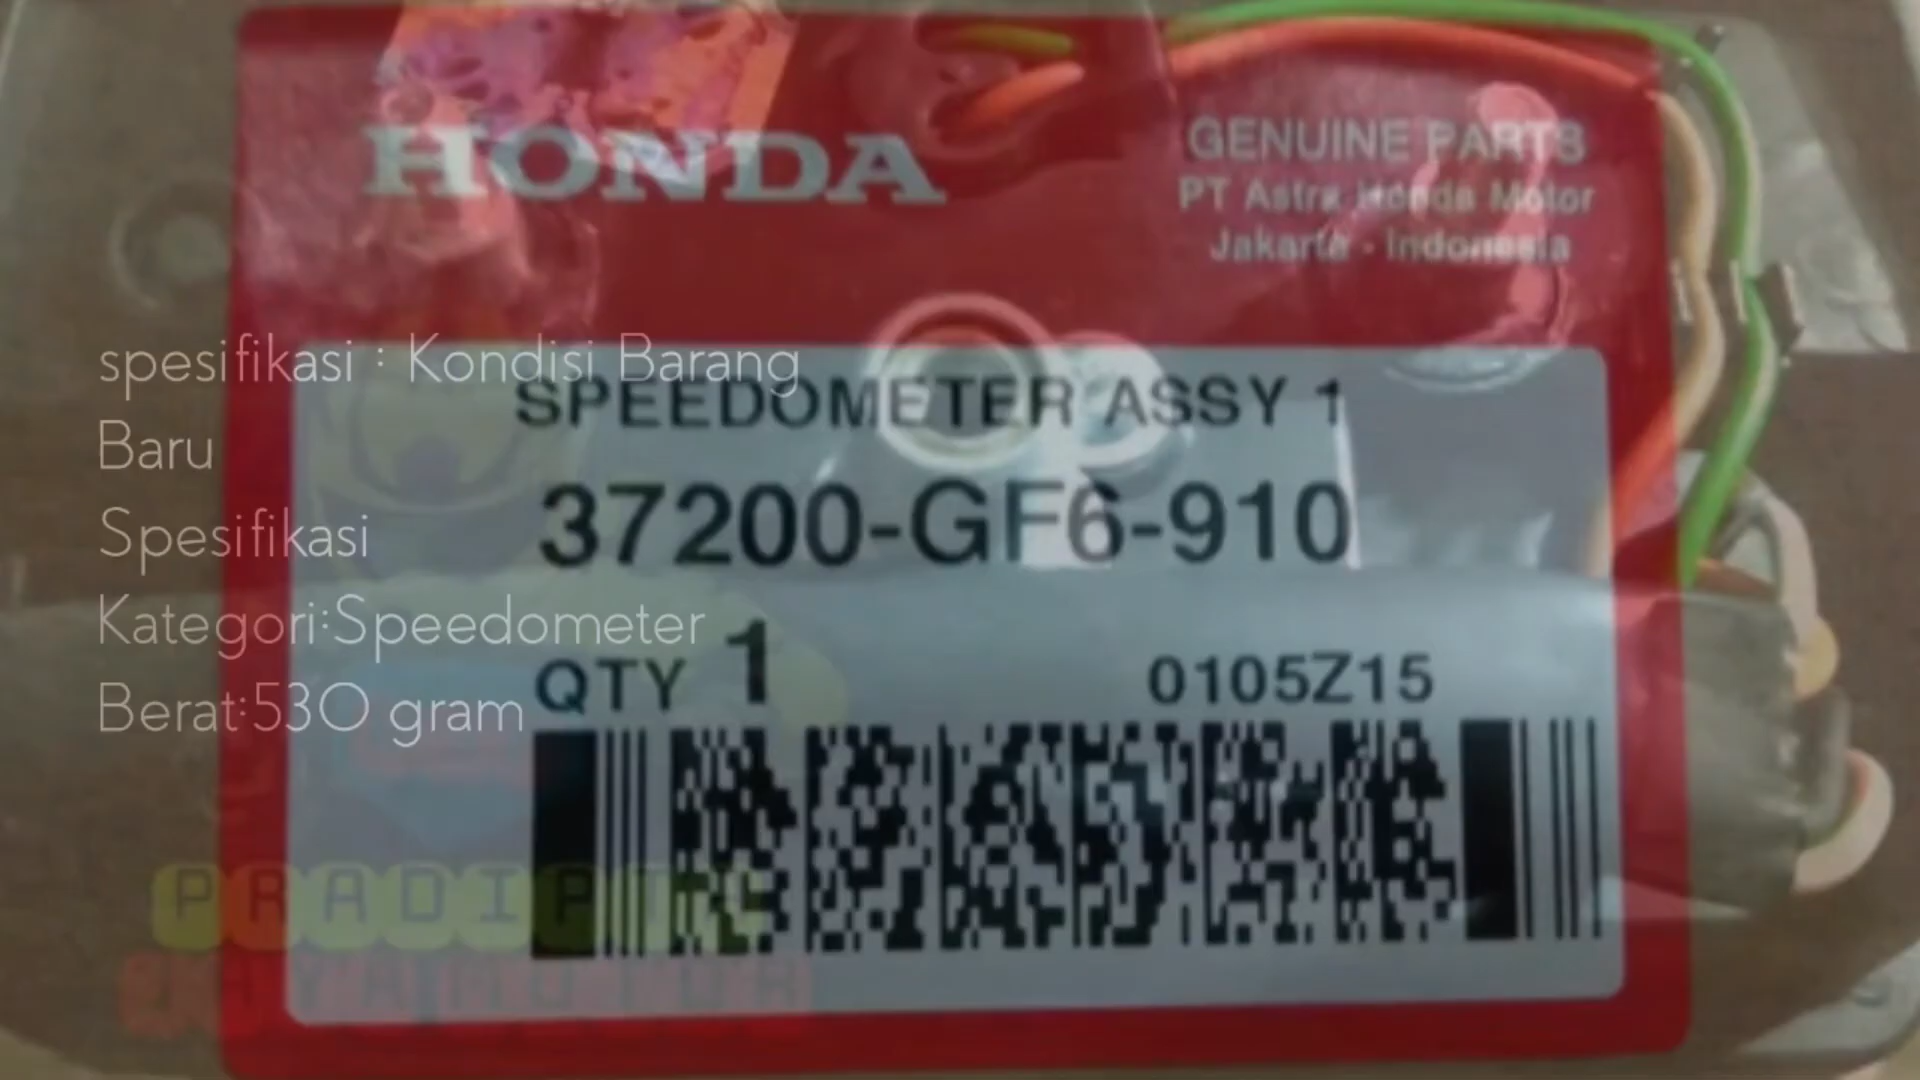 HONDA
GENUINE PARTS
PT Astra Honda Motor
Jakarta - Indonesia
spesifikasi : Kondisi Barang
Baru
Spesifikasi
Kategori:Speedometer
Berat:530 gram
SPEEDOMETER ASSY 1
37200-GF6-910
QTY 1
0105Z15
PRADIPTA